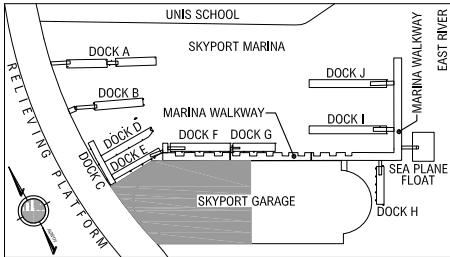 UNIS SCHOOL
SKYPORT MARINA
DOCK A
DOCK B
DOCK J
DOCK I
EAST RIVER
MARINA WALKWAY
MARINA WALKWAY
DOCK D
DOCK E
DOCK C
DOCK F
DOCK G
SEA PLANE
FLOAT
DOCK H
SKYPORT GARAGE
RELIEVING PLATFORM
NORTH